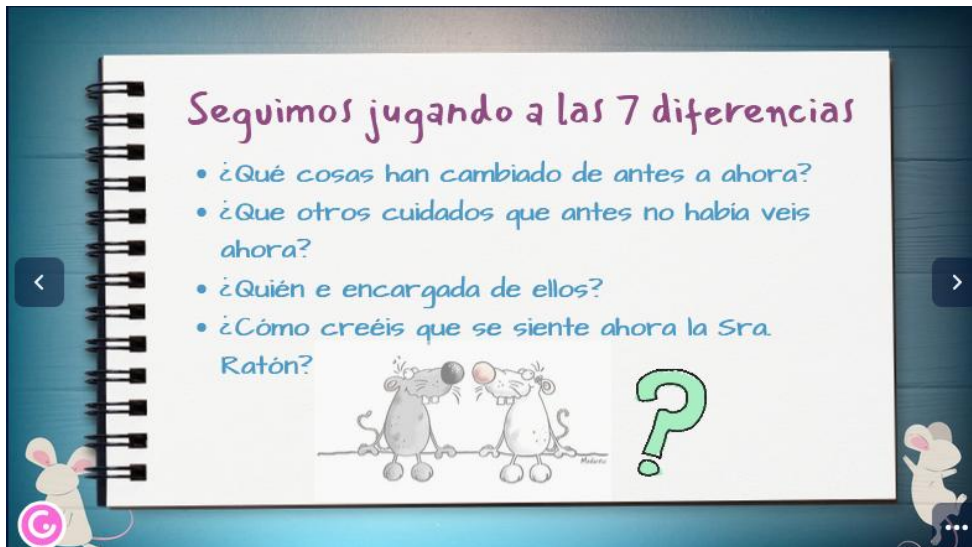 Seguimos jugando a las 7 diferencias
• ¿Qué cosas han cambiado de antes a ahora?
• ¿Que otros cuidados que antes no había veis
ahora?
• ¿Quién e encargada de ellos?
• ¿Cómo creéis que se siente ahora la Sra.
Ratón?